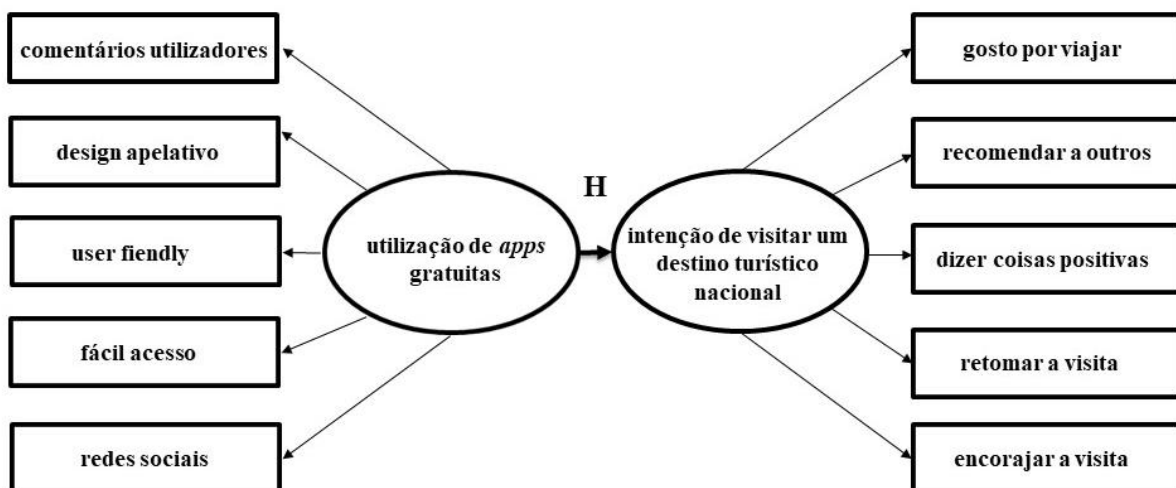 comentários utilizadores
design apelativo
user fiendly
fácil acesso
redes sociais
utilização de apps
gratuitas
H
intenção de visitar um
destino turístico
nacional
gosto por viajar
recomendar a outros
dizer coisas positivas
retomar a visita
encorajar a visita